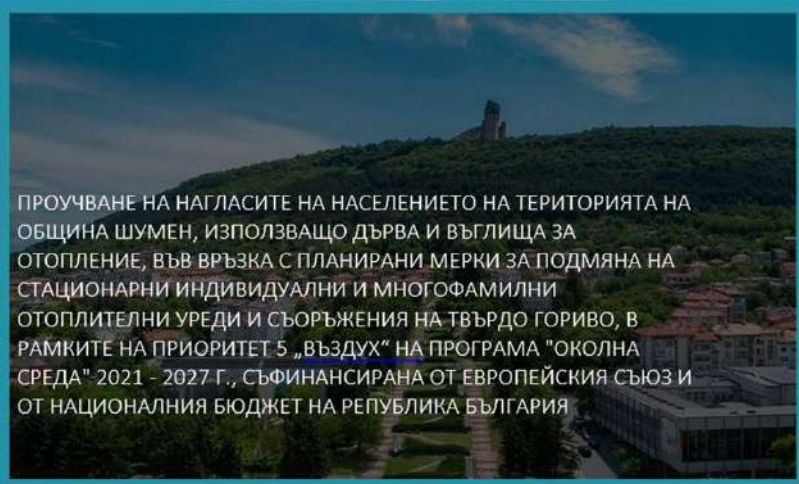 ПРОУЧВАНЕ НА НАГЛАСИТЕ НА НАСЕЛЕНИЕТО НА ТЕРИТОРИЯТА НА
ОБЩИНА ШУМЕН, ИЗПОЛЗВАЩО ДЪРВА И ВЪГЛИЩА ЗА
ОТОПЛЕНИЕ, ВЪВ ВРЪЗКА С ПЛАНИРАНИ МЕРКИ ЗА ПОДМЯНА НА
СТАЦИОНАРНИ ИНДИВИДУАЛНИ И МНОГОФАМИЛНИ
ОТОПЛИТЕЛНИ УРЕДИ И СЪОРЪЖЕНИЯ НА ТВЪРДО ГОРИВО, В
РАМКИТЕ НА ПРИОРИТЕТ 5 „ВЪЗДУХ“ НА ПРОГРАМА "ОКОЛНА
СРЕДА" 2021 - 2027 Г., СЪФИНАНСИРАНА ОТ ЕВРОПЕЙСКИЯ СЪЮЗ И
ОТ НАЦИОНАЛНИЯ БЮДЖЕТ НА РЕПУБЛИКА БЪЛГАРИЯ